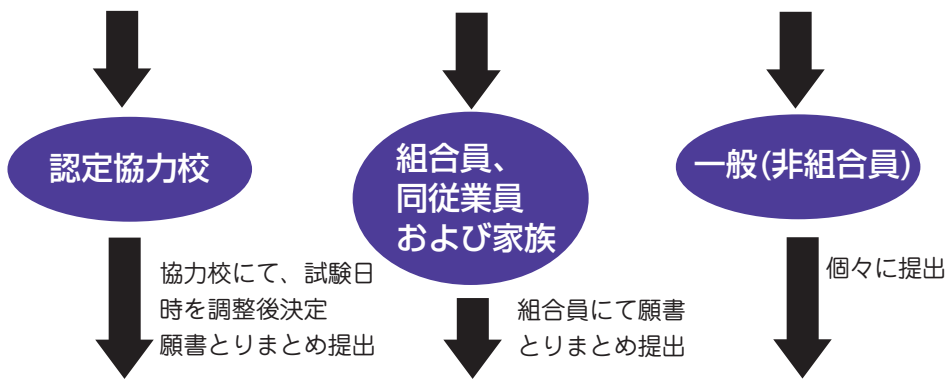 認定協力校
組合員、
同従業員
および家族
一般(非組合員)
協力校にて、試験日
時を調整後決定
願書とりまとめ提出
組合員にて願書
とりまとめ提出
個々に提出